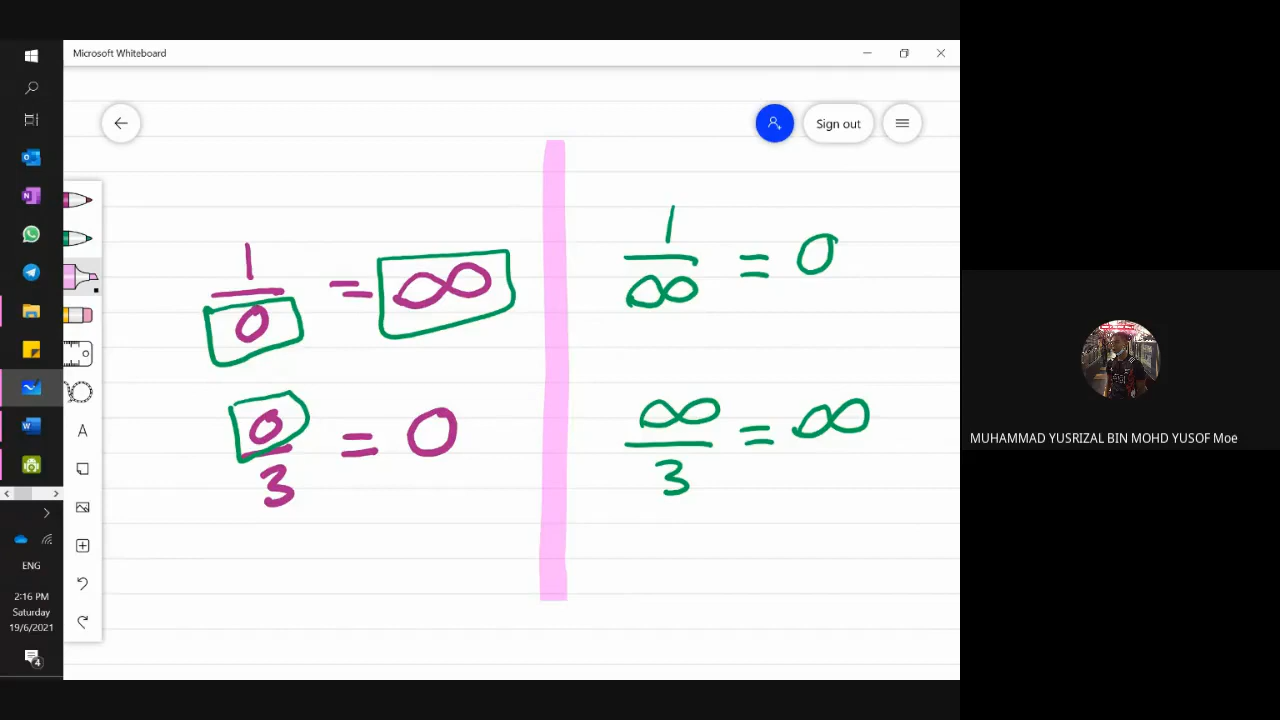 Microsoft Whiteboard
Sign out
1/0 = ∞
0/3 = 0
1/∞ = 0
∞/3 = ∞
A
ENG
2:16 PM
Saturday
19/6/2021
4
MUHAMMAD YUSRIZAL BIN MOHD YUSOF Moe